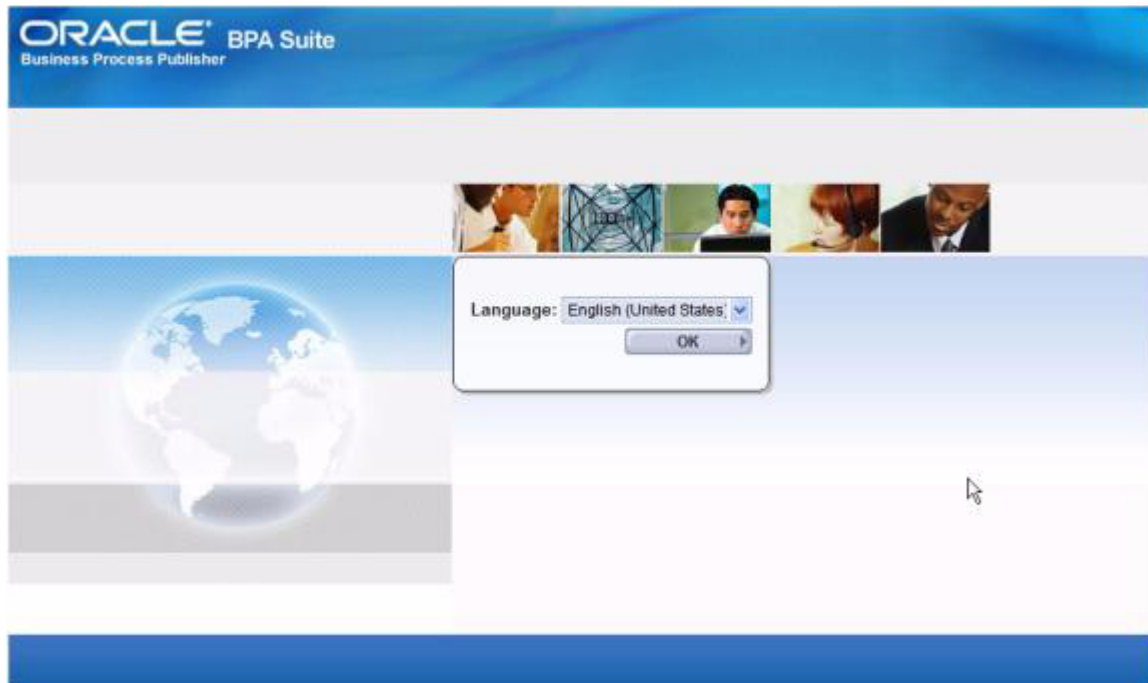 ORACLE BPA Suite
Business Process Publisher
Language: English (United States)
OK